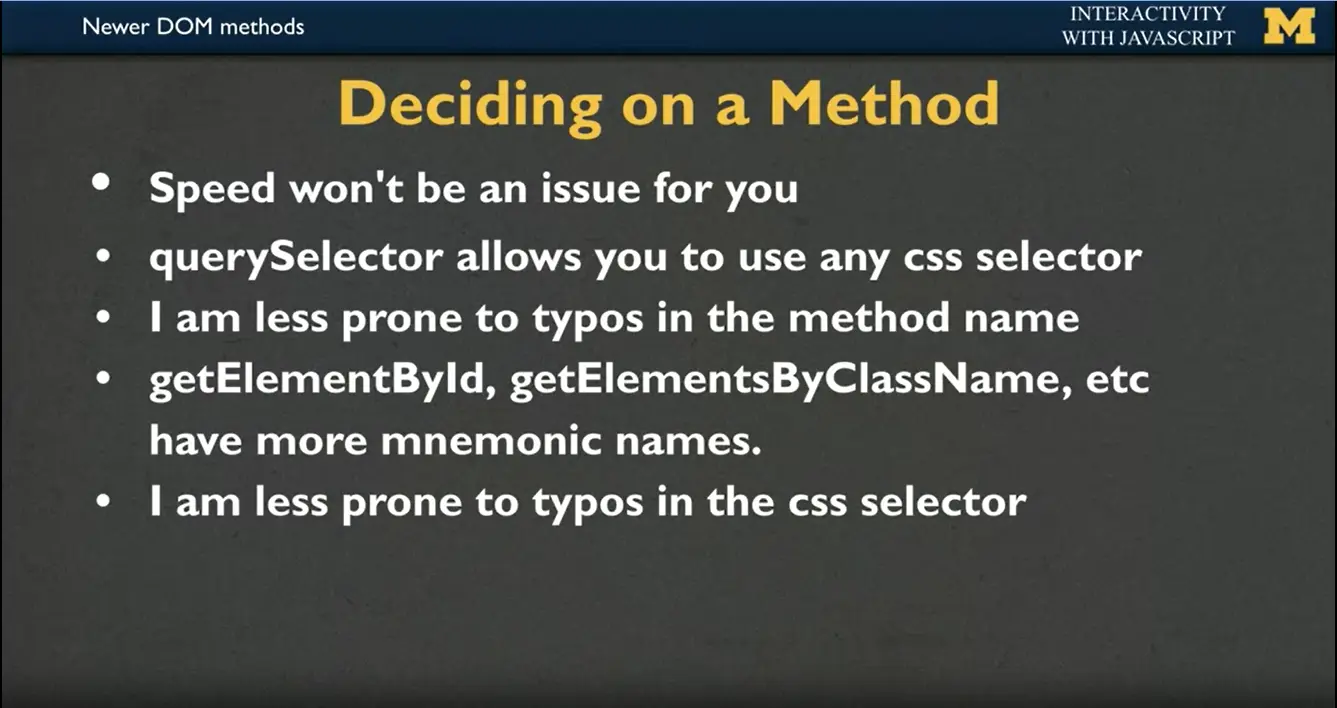 Newer DOM methods
INTERACTIVITY
WITH JAVASCRIPT
M
Deciding on a Method
• Speed won't be an issue for you
• querySelector allows you to use any css selector
• I am less prone to typos in the method name
• getElementById, getElementsByClassName, etc
have more mnemonic names.
• I am less prone to typos in the css selector